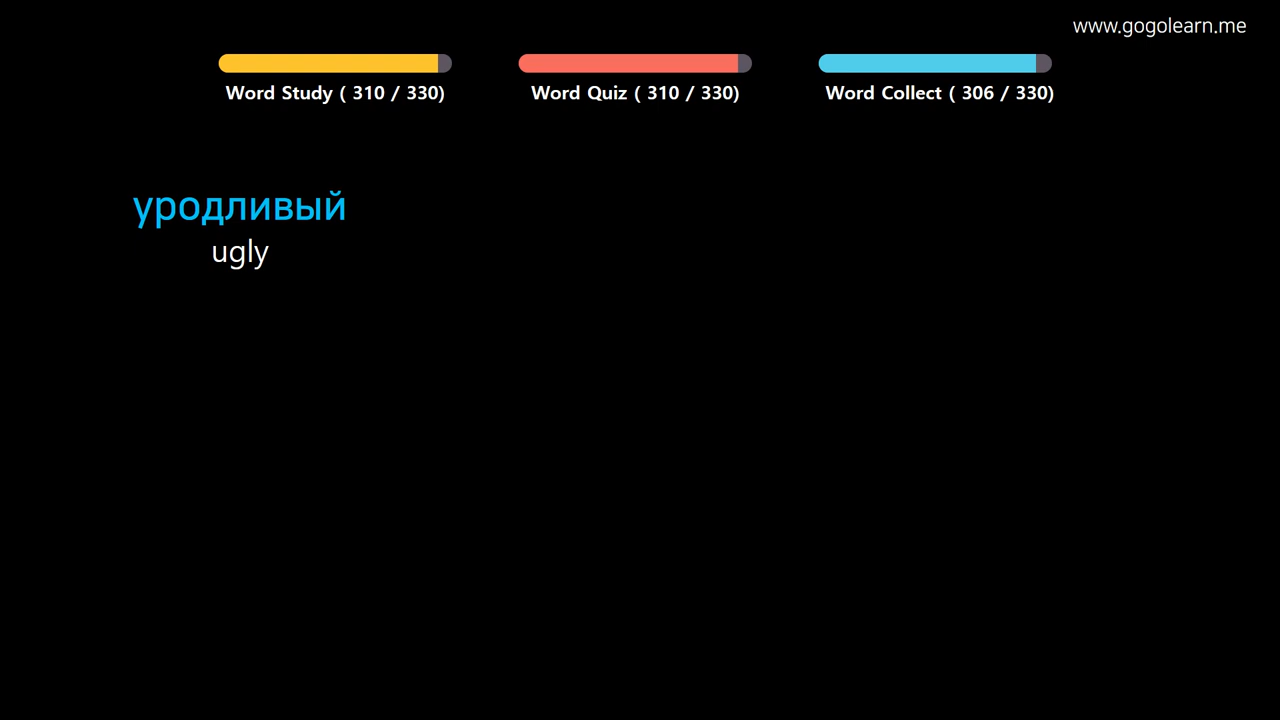 www.gogolearn.me
Word Study ( 310 / 330) Word Quiz ( 310 / 330) Word Collect ( 306 / 330)
уродливый
ugly